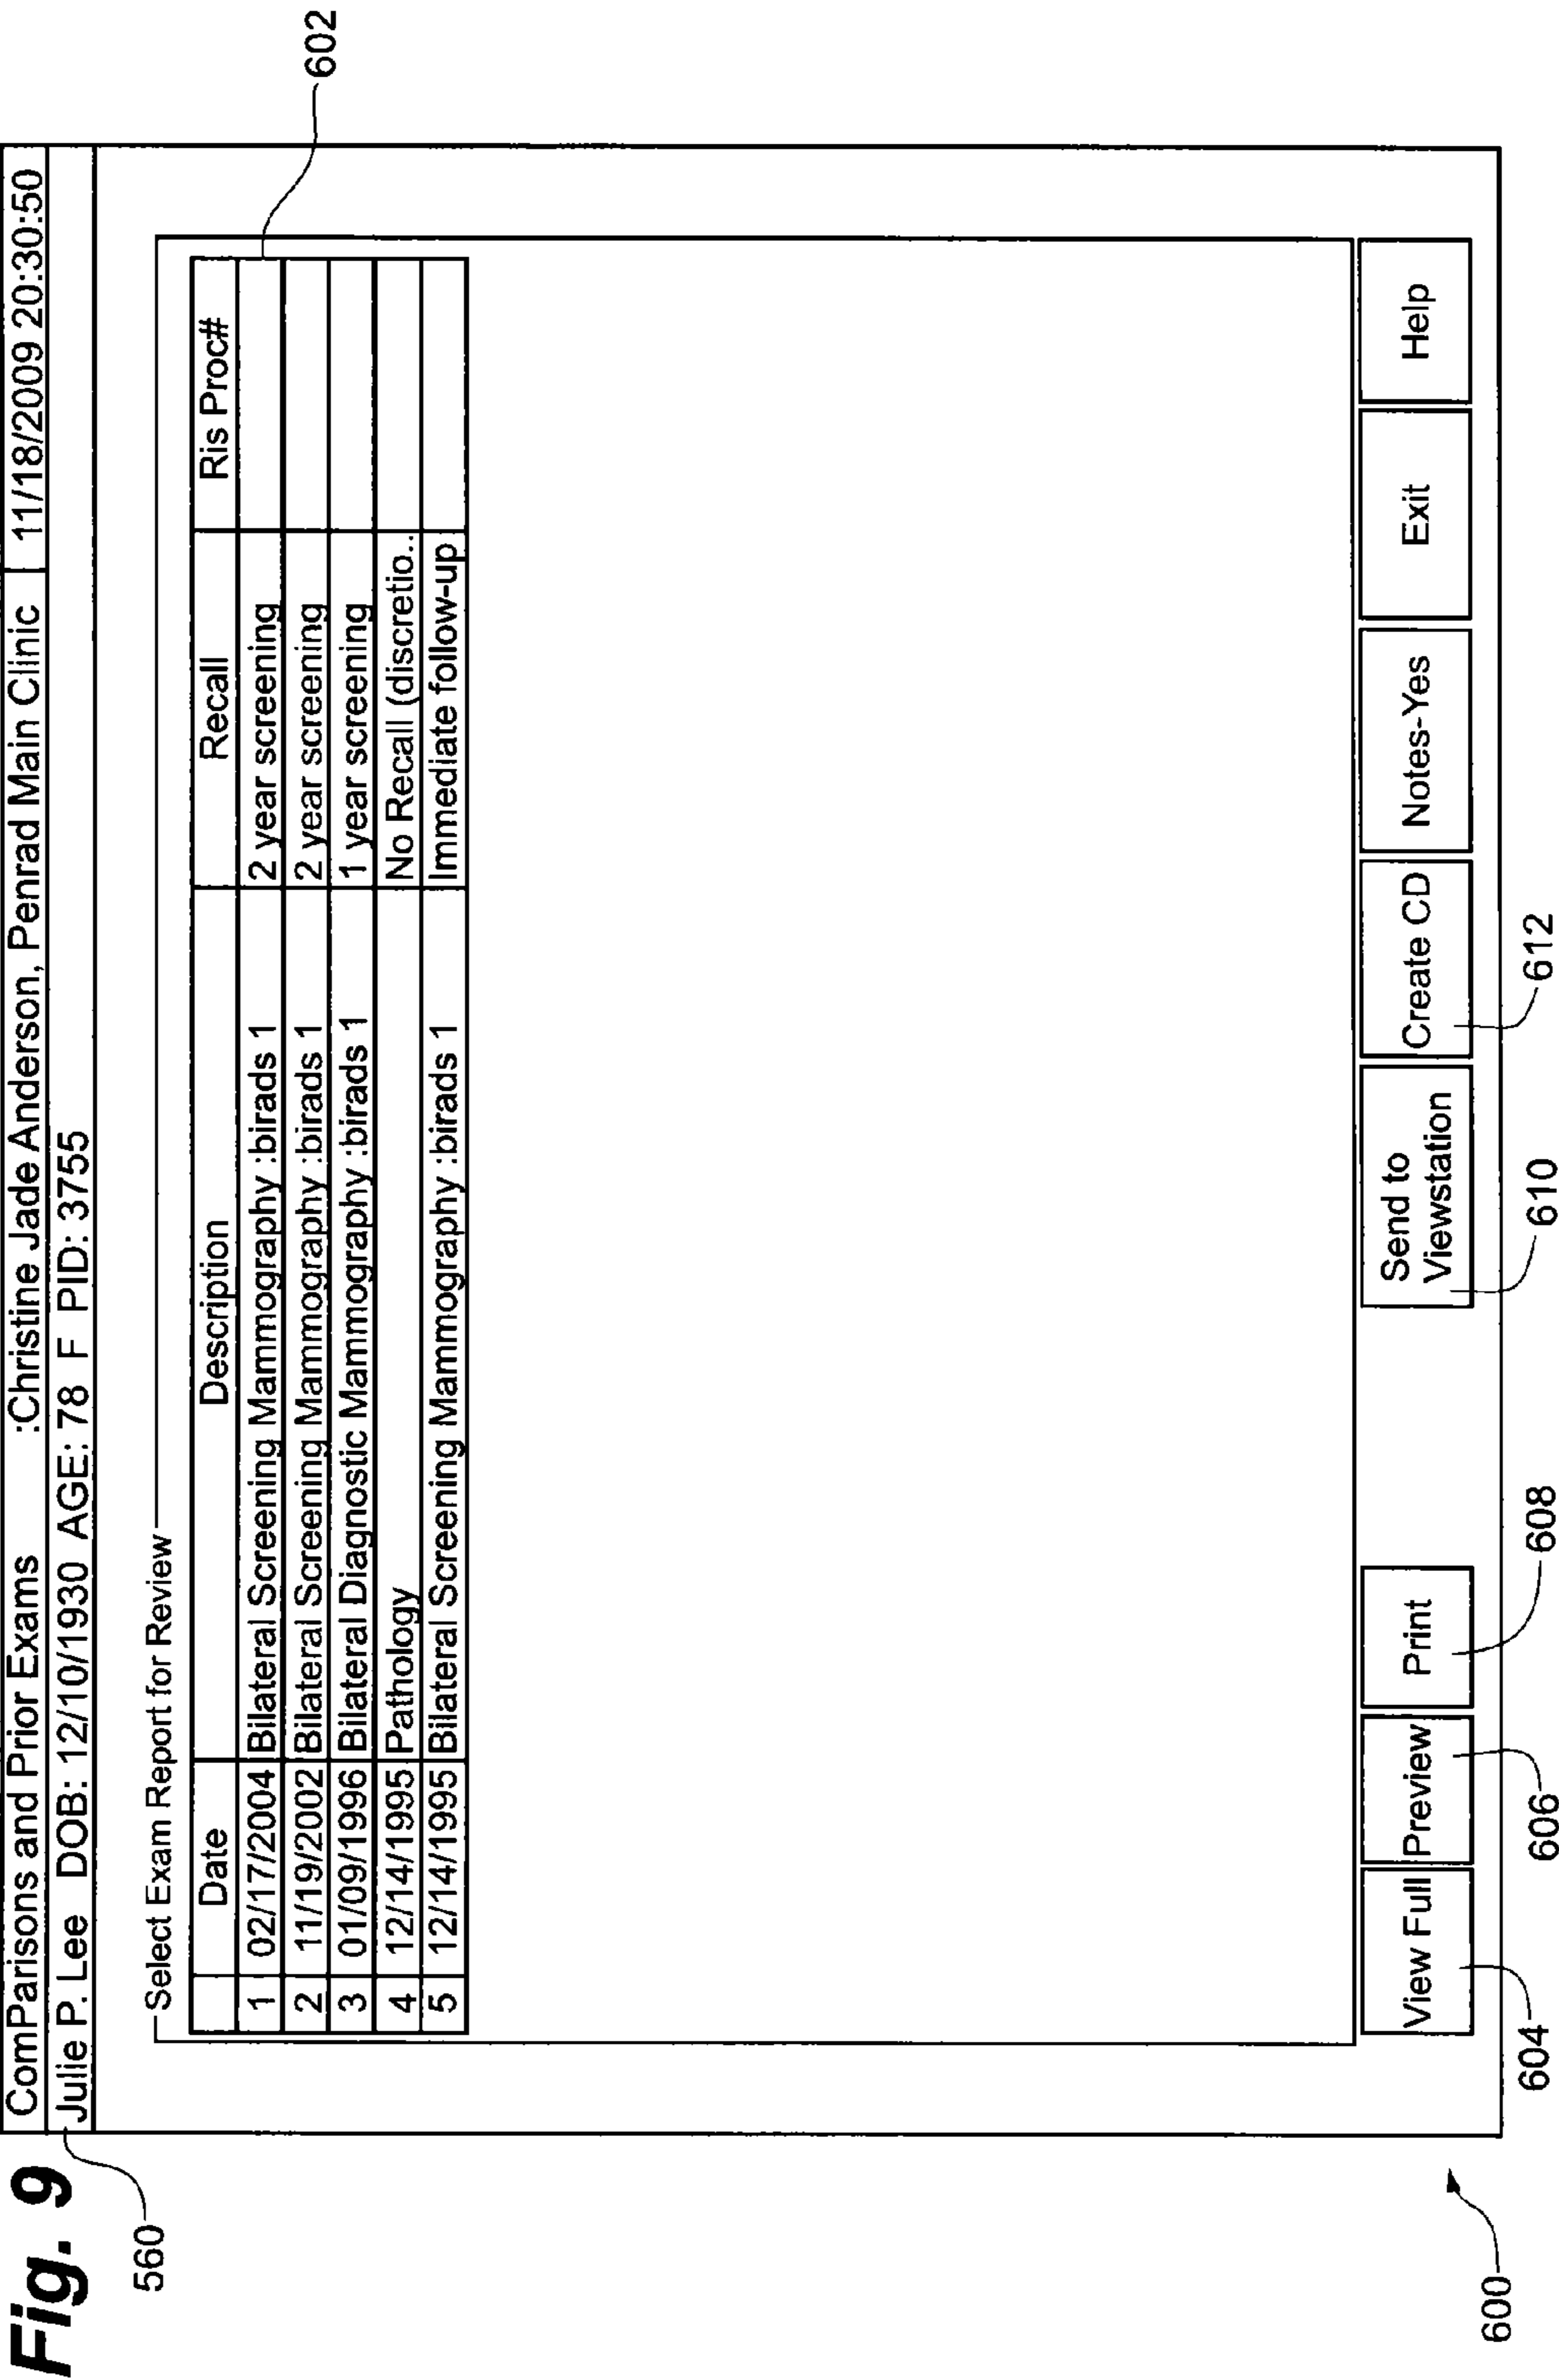 Fig. 9
ComParisons and Prior Exams :Christine Jade Anderson, Penrad Main Clinic 11/18/2009 20:30:50
Julie P. Lee DOB: 12/10/1930 AGE: 78 F PID: 3755
560
Select Exam Report for Review
Date Description Recall Ris Proc#
1 02/17/2004 Bilateral Screening Mammography :birads 1 2 year screening
602
2 11/19/2002 Bilateral Screening Mammography :birads 1 2 year screening
3 01/09/1996 Bilateral Diagnostic Mammography :birads 1 1 year screening
4 12/14/1995 Pathology No Recall (discretio..
5 12/14/1995 Bilateral Screening Mammography :birads 1 Immediate follow-up
View Full Preview Print Send to Viewstation Create CD Notes-Yes Exit Help
600
604 606 608 610 612